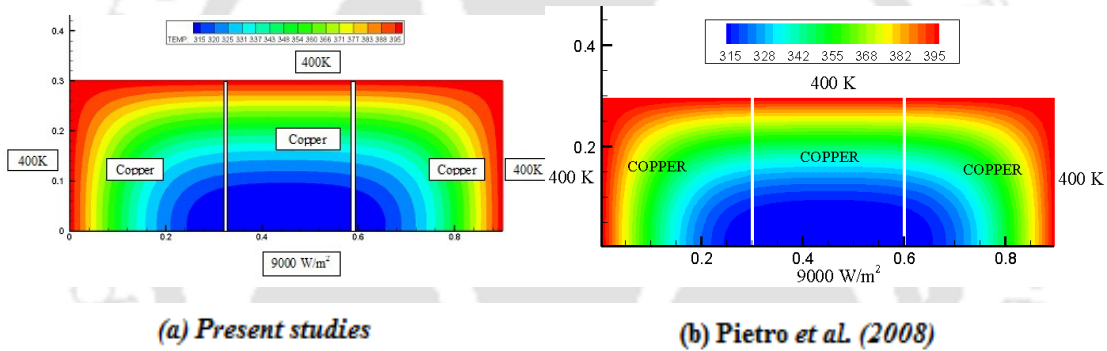 0.4
TEMP: 315 320 325 331 337 343 348 354 360 366 371 377 383 388 395
400K
0.3
0.2
Copper
400K
Copper
Copper
400K
0.1
0
0 0.2 0.4 0.6 0.8
9000 W/m²
(a) Present studies
0.4
315 328 342 355 368 382 395
400 K
0.2
COPPER
COPPER
COPPER
400 K
400 K
0.2 0.4 0.6 0.8
9000 W/m²
(b) Pietro et al. (2008)